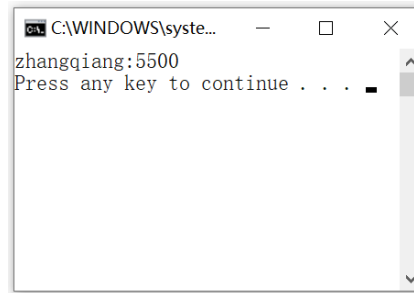 C:\WINDOWS\syste...
zhangqiang:5500
Press any key to continue . . .